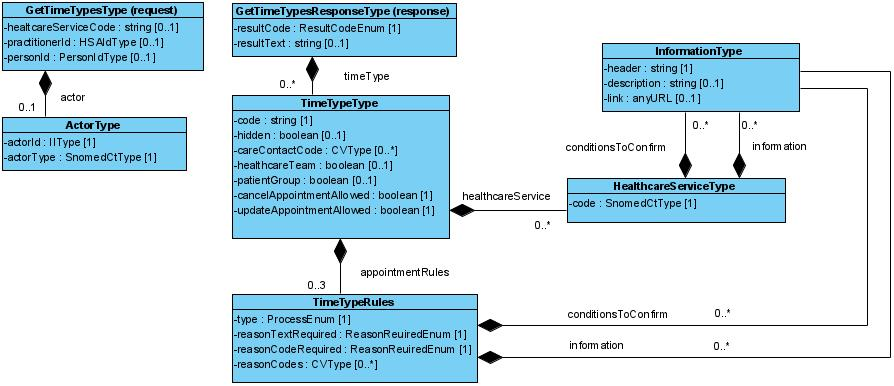 GetTimeTypesType (request)
-healtcareServiceCode : string [0..1]
-practitionerId : HSAIdType [0..1]
-personId : PersonIdType [0..1]
0..1
actor
ActorType
-actorId : IIType [1]
-actorType : SnomedCtType [1]
GetTimeTypesResponseType (response)
-resultCode : ResultCodeEnum [1]
-resultText : string [0..1]
timeType
0..*
TimeTypeType
-code : string [1]
-hidden : boolean [0..1]
-careContactCode : CVType [0..*]
-healthcareTeam : boolean [0..1]
-patientGroup : boolean [0..1]
-cancelAppointmentAllowed : boolean [1]
-updateAppointmentAllowed : boolean [1]
healthcareService
0..*
InformationType
-header : string [1]
-description : string [0..1]
-link : anyURL [0..1]
0..*
0..*
conditionsToConfirm
information
HealthcareServiceType
-code : SnomedCtType [1]
appointmentRules
0..3
TimeTypeRules
-type : ProcessEnum [1]
-reasonTextRequired : ReasonReuiredEnum [1]
-reasonCodeRequired : ReasonReuiredEnum [1]
-reasonCodes : CVType [0..*]
conditionsToConfirm
0..*
information
0..*